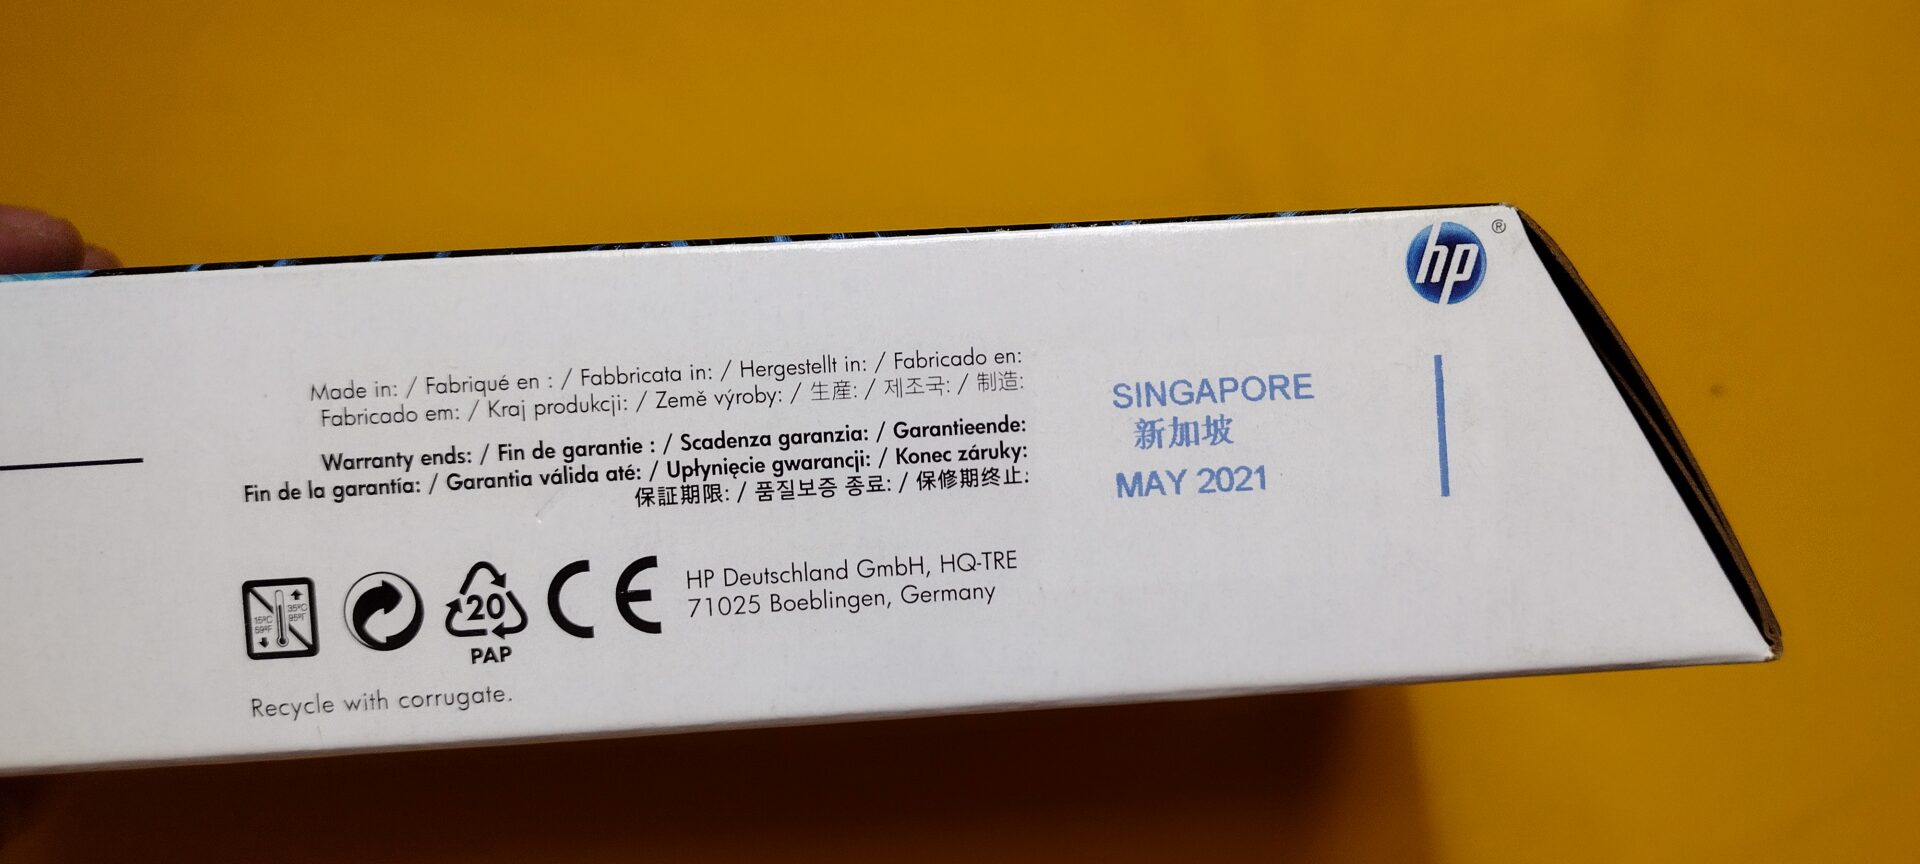 hp®
Made in: / Fabriqué en : / Fabbricata in: / Hergestellt in: / Fabricado en:
Fabricado em: / Kraj produkcji: / Země výroby: / 生産: / 제조국: / 制造:
SINGAPORE
新加坡
Warranty ends: / Fin de garantie : / Scadenza garanzia: / Garantieende:
Fin de la garantía: / Garantia válida até: / Upłynięcie gwarancji: / Konec záruky:
保証期限: / 품질보증 종료: / 保修期终止:
MAY 2021
15ºC
59ºF
35ºC
95ºF
20
PAP
CE
HP Deutschland GmbH, HQ-TRE
71025 Boeblingen, Germany
Recycle with corrugate.